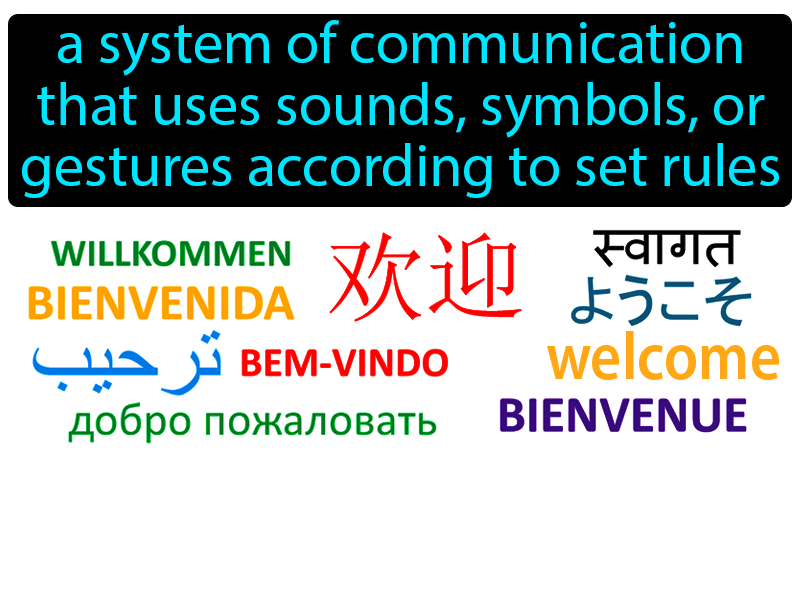 a system of communication
that uses sounds, symbols, or
gestures according to set rules
WILLKOMMEN
欢迎
स्वागत
BIENVENIDA
ようこそ
ترحيب
BEM-VINDO
welcome
добро пожаловать
BIENVENUE